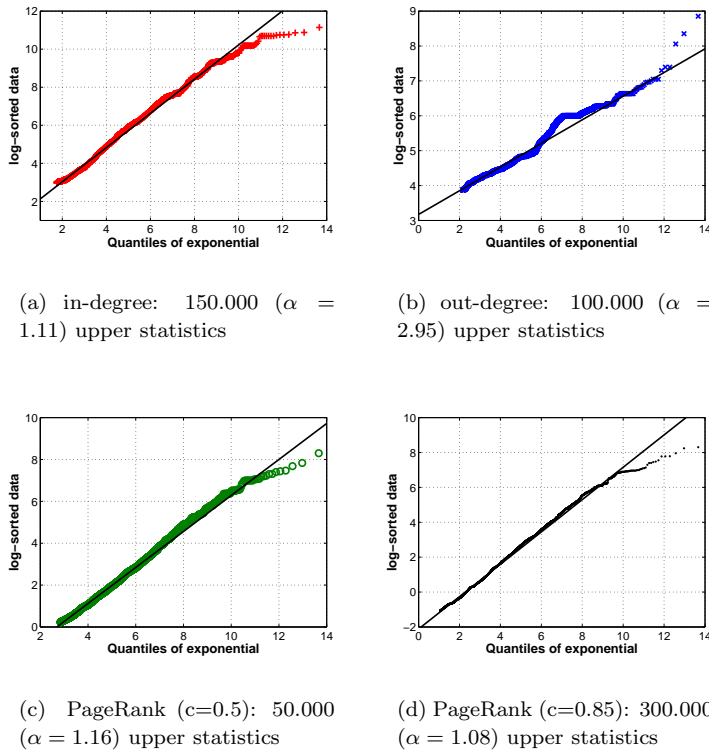 12
10
8
6
4
2
log−sorted data
2 4 6 8 10 12 14
Quantiles of exponential
9
8
7
6
5
4
3
log−sorted data
0 2 4 6 8 10 12 14
Quantiles of exponential
(a) in-degree: 150.000 (α =
1.11) upper statistics
(b) out-degree: 100.000 (α =
2.95) upper statistics
10
8
6
4
2
0
log−sorted data
2 4 6 8 10 12 14
Quantiles of exponential
10
8
6
4
2
0
−2
log−sorted data
0 2 4 6 8 10 12 14
Quantiles of exponential
(c) PageRank (c=0.5): 50.000
(α = 1.16) upper statistics
(d) PageRank (c=0.85): 300.000
(α = 1.08) upper statistics